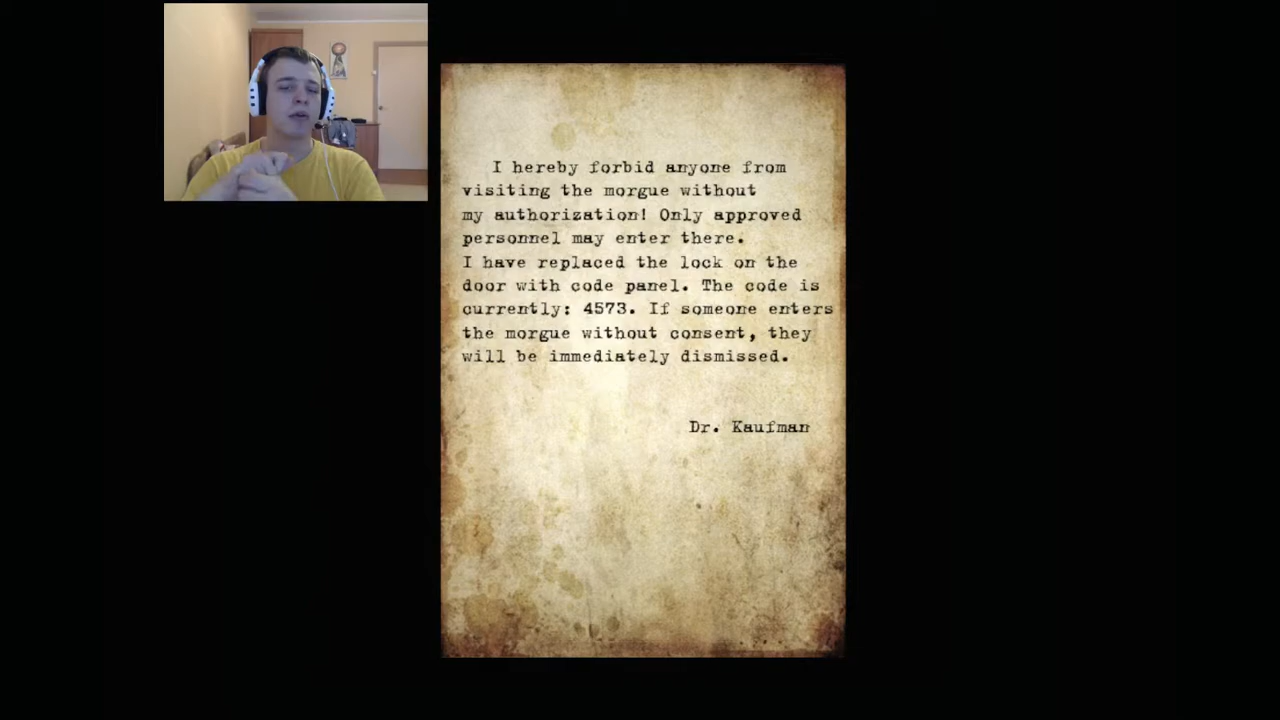 I hereby forbid anyone from
visiting the morgue without
my authorization! Only approved
personnel may enter there.
I have replaced the lock on the
door with code panel. The code is
currently: 4573. If someone enters
the morgue without consent, they
will be immediately dismissed.
Dr. Kaufman